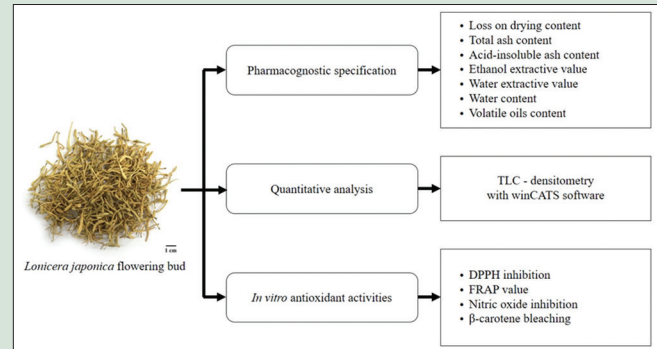 Pharmacognostic specification
• Loss on drying content
• Total ash content
• Acid-insoluble ash content
• Ethanol extractive value
• Water extractive value
• Water content
• Volatile oils content
1 cm
Lonicera japonica flowering bud
Quantitative analysis
TLC - densitometry
with winCATS software
In vitro antioxidant activities
• DPPH inhibition
• FRAP value
• Nitric oxide inhibition
• β-carotene bleaching